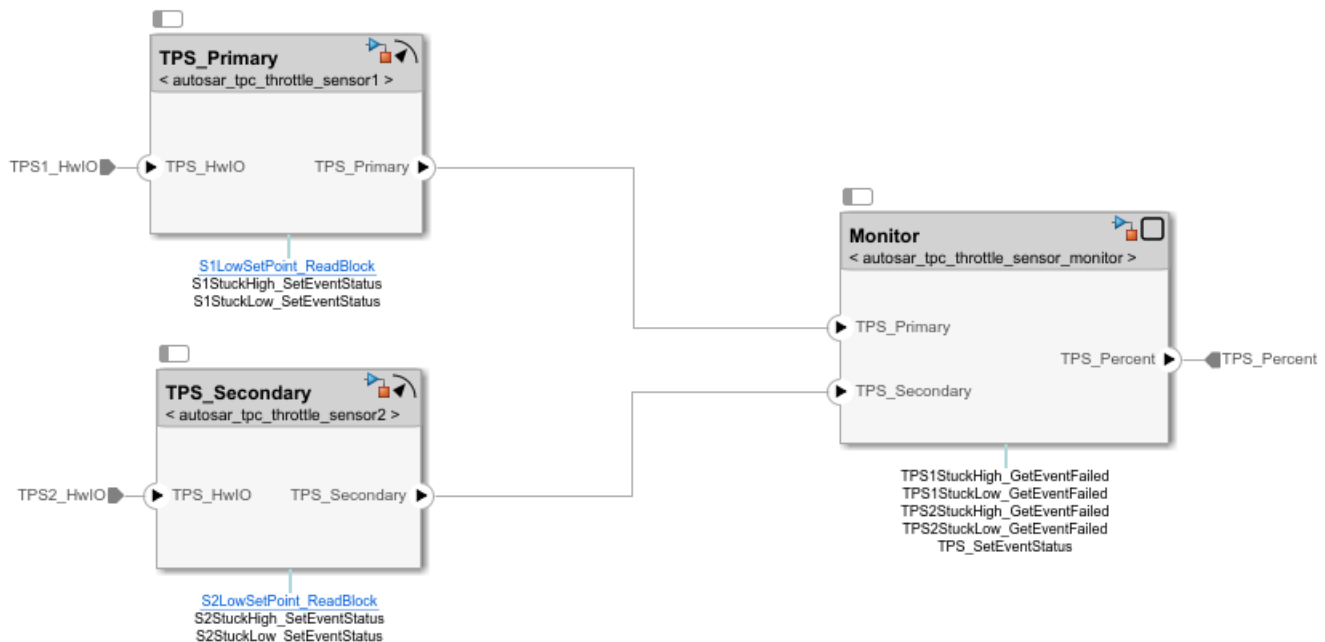 TPS_Primary
< autosar_tpc_throttle_sensor1 >
TPS1_HwIO
TPS_HwIO
TPS_Primary
S1LowSetPoint_ReadBlock
S1StuckHigh_SetEventStatus
S1StuckLow_SetEventStatus
TPS_Secondary
< autosar_tpc_throttle_sensor2 >
TPS2_HwIO
TPS_HwIO
TPS_Secondary
S2LowSetPoint_ReadBlock
S2StuckHigh_SetEventStatus
S2StuckLow_SetEventStatus
Monitor
< autosar_tpc_throttle_sensor_monitor >
TPS_Primary
TPS_Percent
TPS_Percent
TPS_Secondary
TPS1StuckHigh_GetEventFailed
TPS1StuckLow_GetEventFailed
TPS2StuckHigh_GetEventFailed
TPS2StuckLow_GetEventFailed
TPS_SetEventStatus